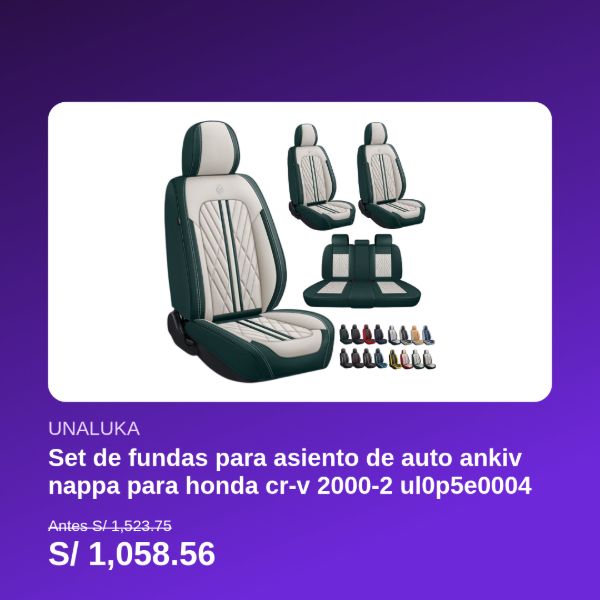 UNALUKA
Set de fundas para asiento de auto ankiv
nappa para honda cr-v 2000-2 ul0p5e0004
Antes S/ 1,523.75
S/ 1,058.56